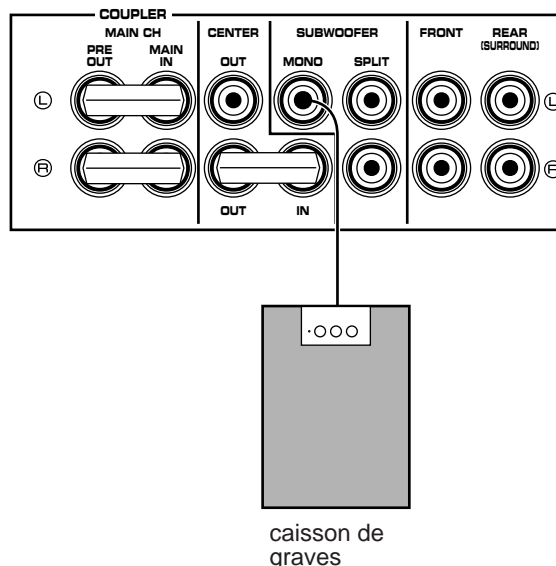 COUPLER
MAIN CH
PRE OUT
MAIN IN
CENTER
OUT
SUBWOOFER
MONO
SPLIT
FRONT
REAR
(SURROUND)
L
L
R
R
OUT
IN
caisson de
graves